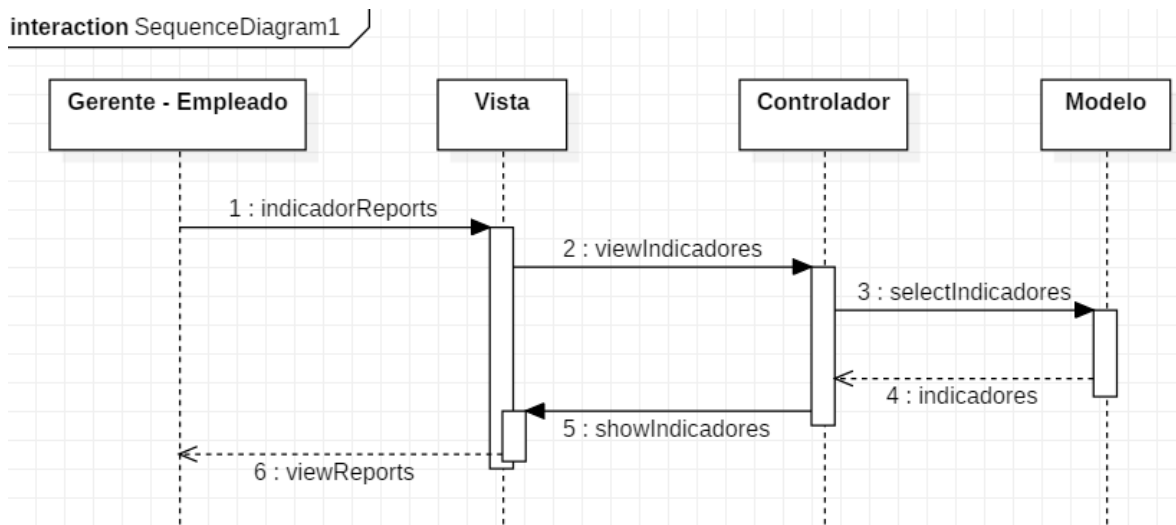 interaction SequenceDiagram1
Gerente - Empleado
Vista
Controlador
Modelo
1 : indicadorReports
2 : viewIndicadores
3 : selectIndicadores
4 : indicadores
5 : showIndicadores
6 : viewReports